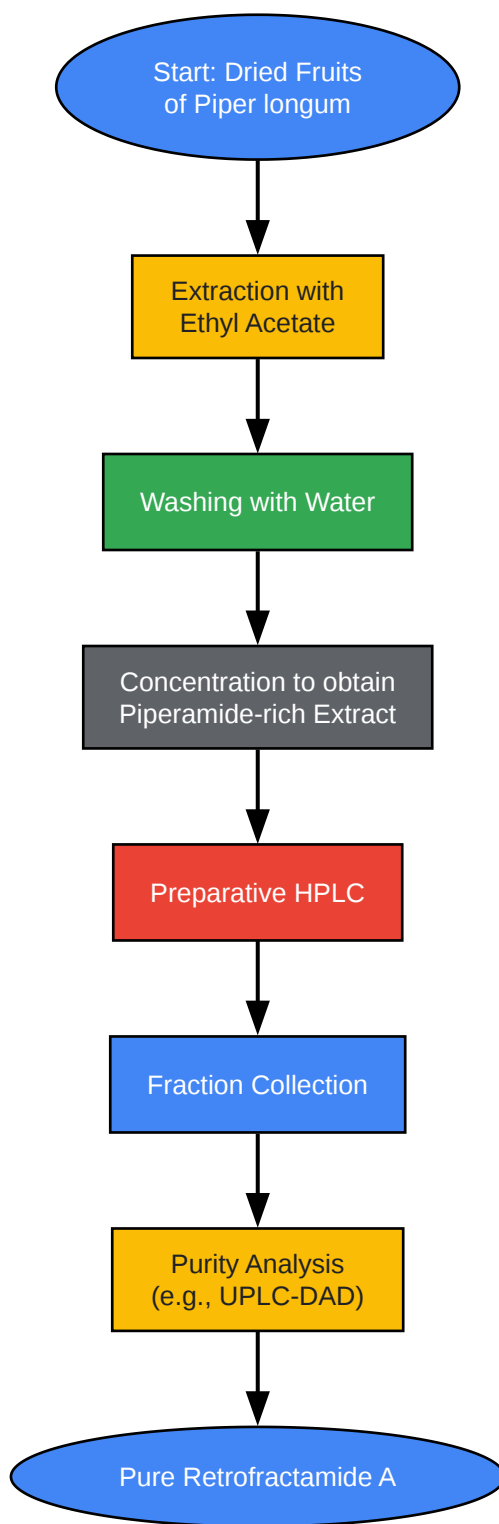 Start: Dried Fruits
of Piper longum
Extraction with
Ethyl Acetate
Washing with Water
Concentration to obtain
Piperamide-rich Extract
Preparative HPLC
Fraction Collection
Purity Analysis
(e.g., UPLC-DAD)
Pure Retrofractamide A